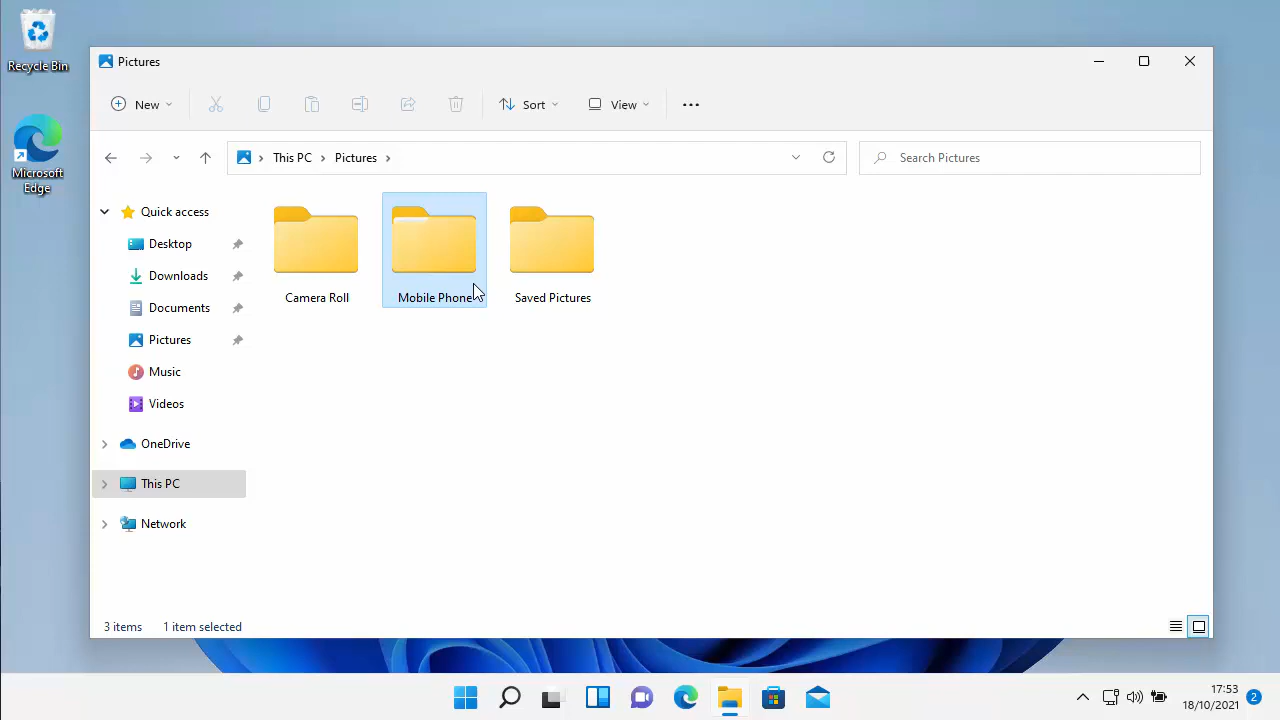 Recycle Bin
Microsoft
Edge
Pictures
New
Sort
View
This PC
Pictures
Search Pictures
Quick access
Desktop
Downloads
Documents
Pictures
Music
Videos
OneDrive
This PC
Network
Camera Roll
Mobile Phone
Saved Pictures
3 items
1 item selected
17:53
18/10/2021
2